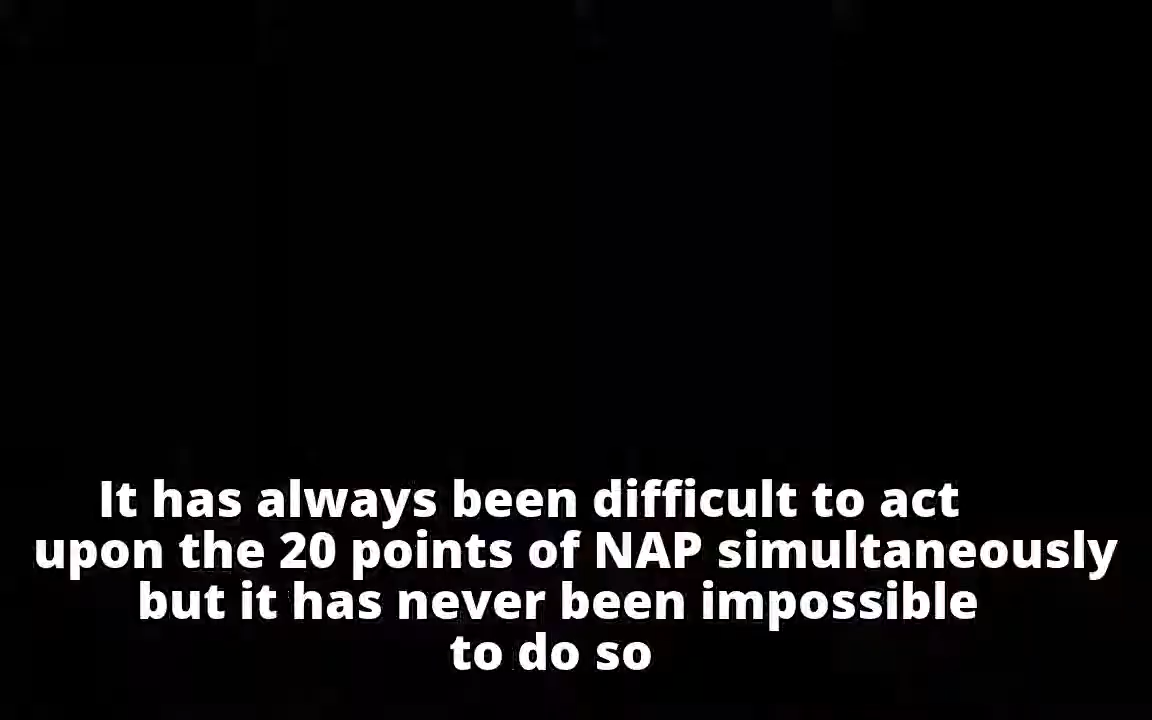 It has always been difficult to act
upon the 20 points of NAP simultaneously
but it has never been impossible
to do so